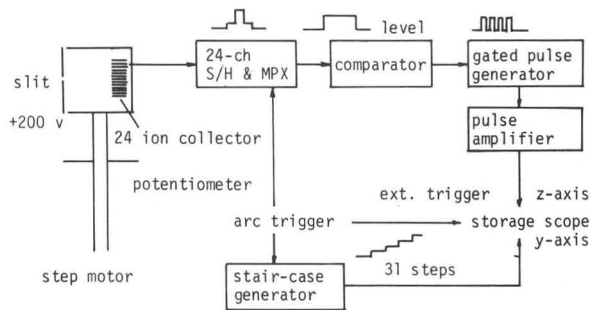 level
24-ch
S/H & MPX
comparator
gated pulse
generator
slit
+200 v
24 ion collector
pulse
amplifier
potentiometer
ext. trigger
z-axis
arc trigger
storage scope
y-axis
step motor
stair-case
generator
31 steps